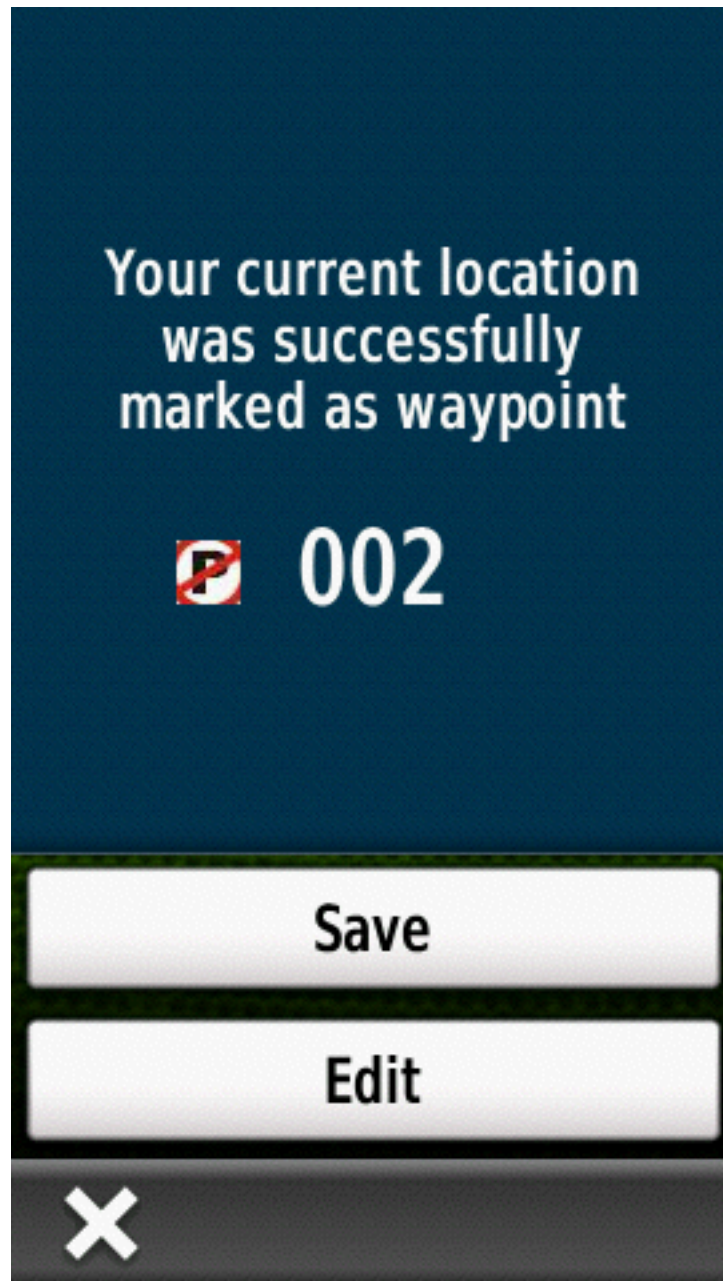 Your current location
was successfully
marked as waypoint
P 002
Save
Edit